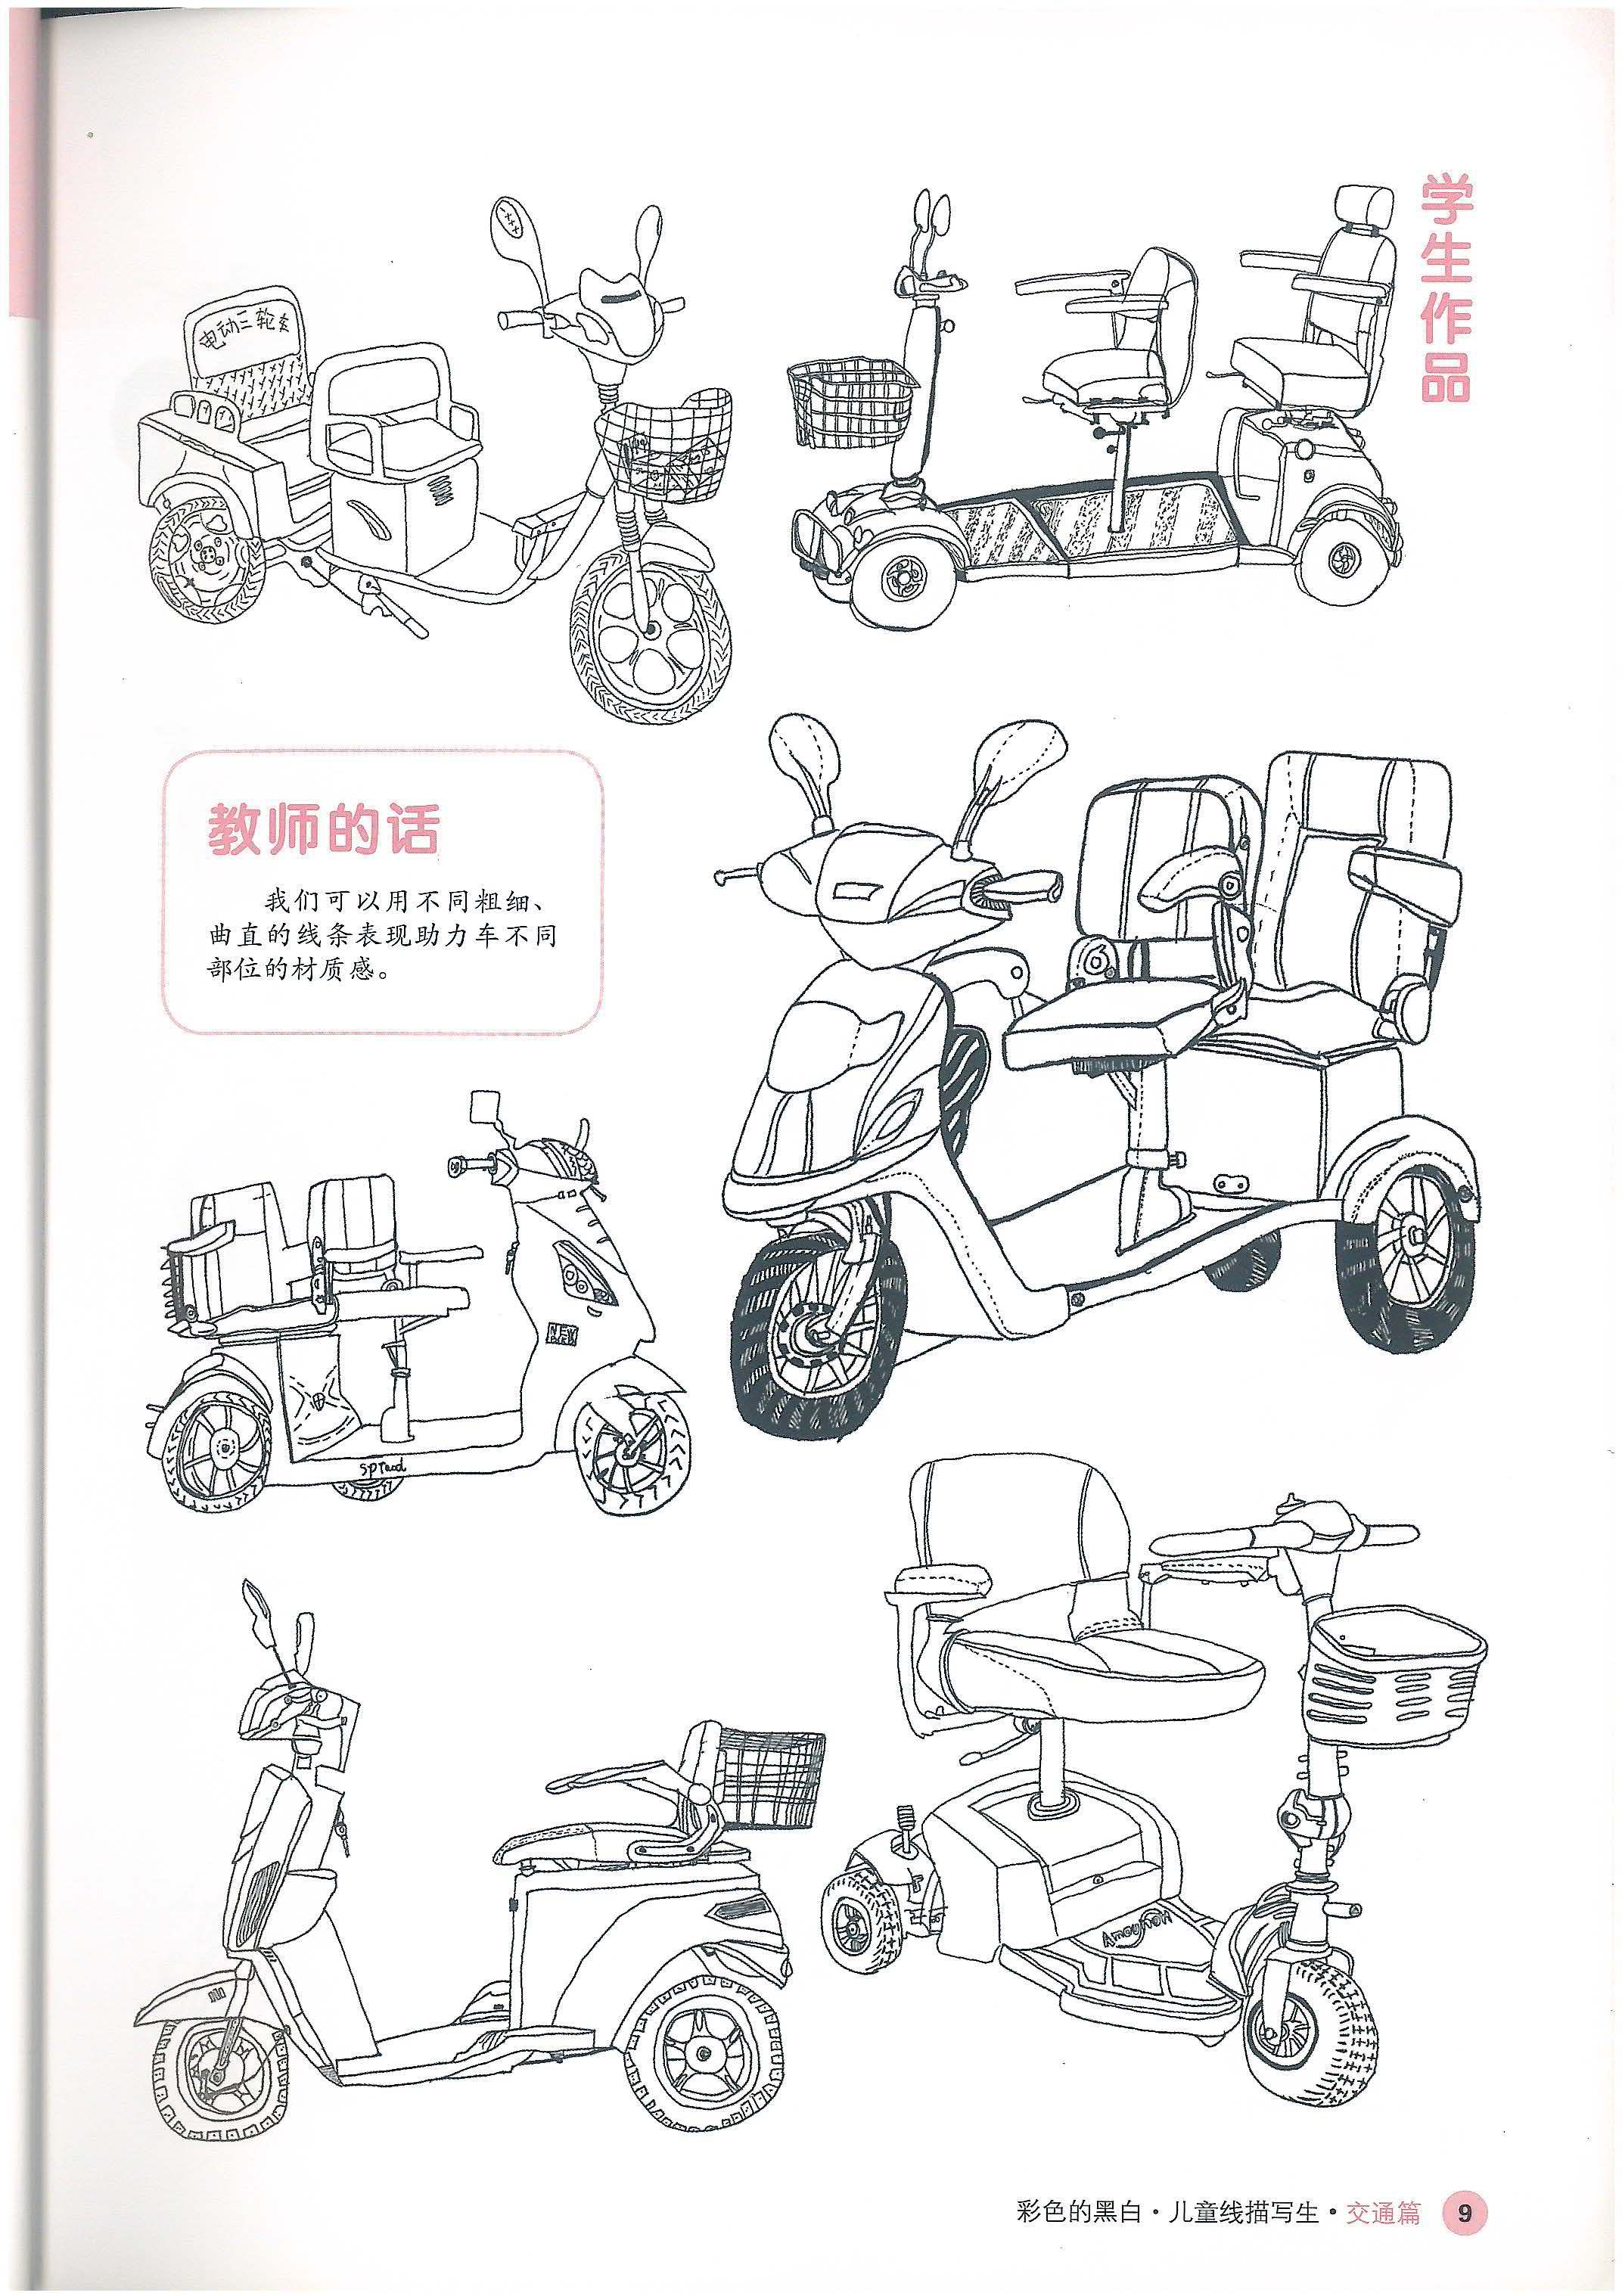 学生作品
电动三轮车
教师的话
我们可以用不同粗细、
曲直的线条表现助力车不同
部位的材质感。
NEW
彩色的黑白·儿童线描写生·交通篇 9